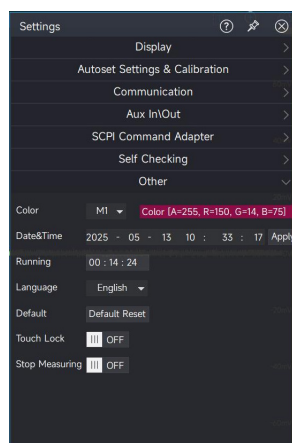 Settings
Display
Autoset Settings & Calibration
Communication
Aux In\Out
SCPI Command Adapter
Self Checking
Other
Color M1 Color [A=255, R=150, G=14, B=75]
Date&Time 2025 - 05 - 13 10 : 33 : 17 Apply
Running 00 : 14 : 24
Language English
Default Default Reset
Touch Lock OFF
Stop Measuring OFF